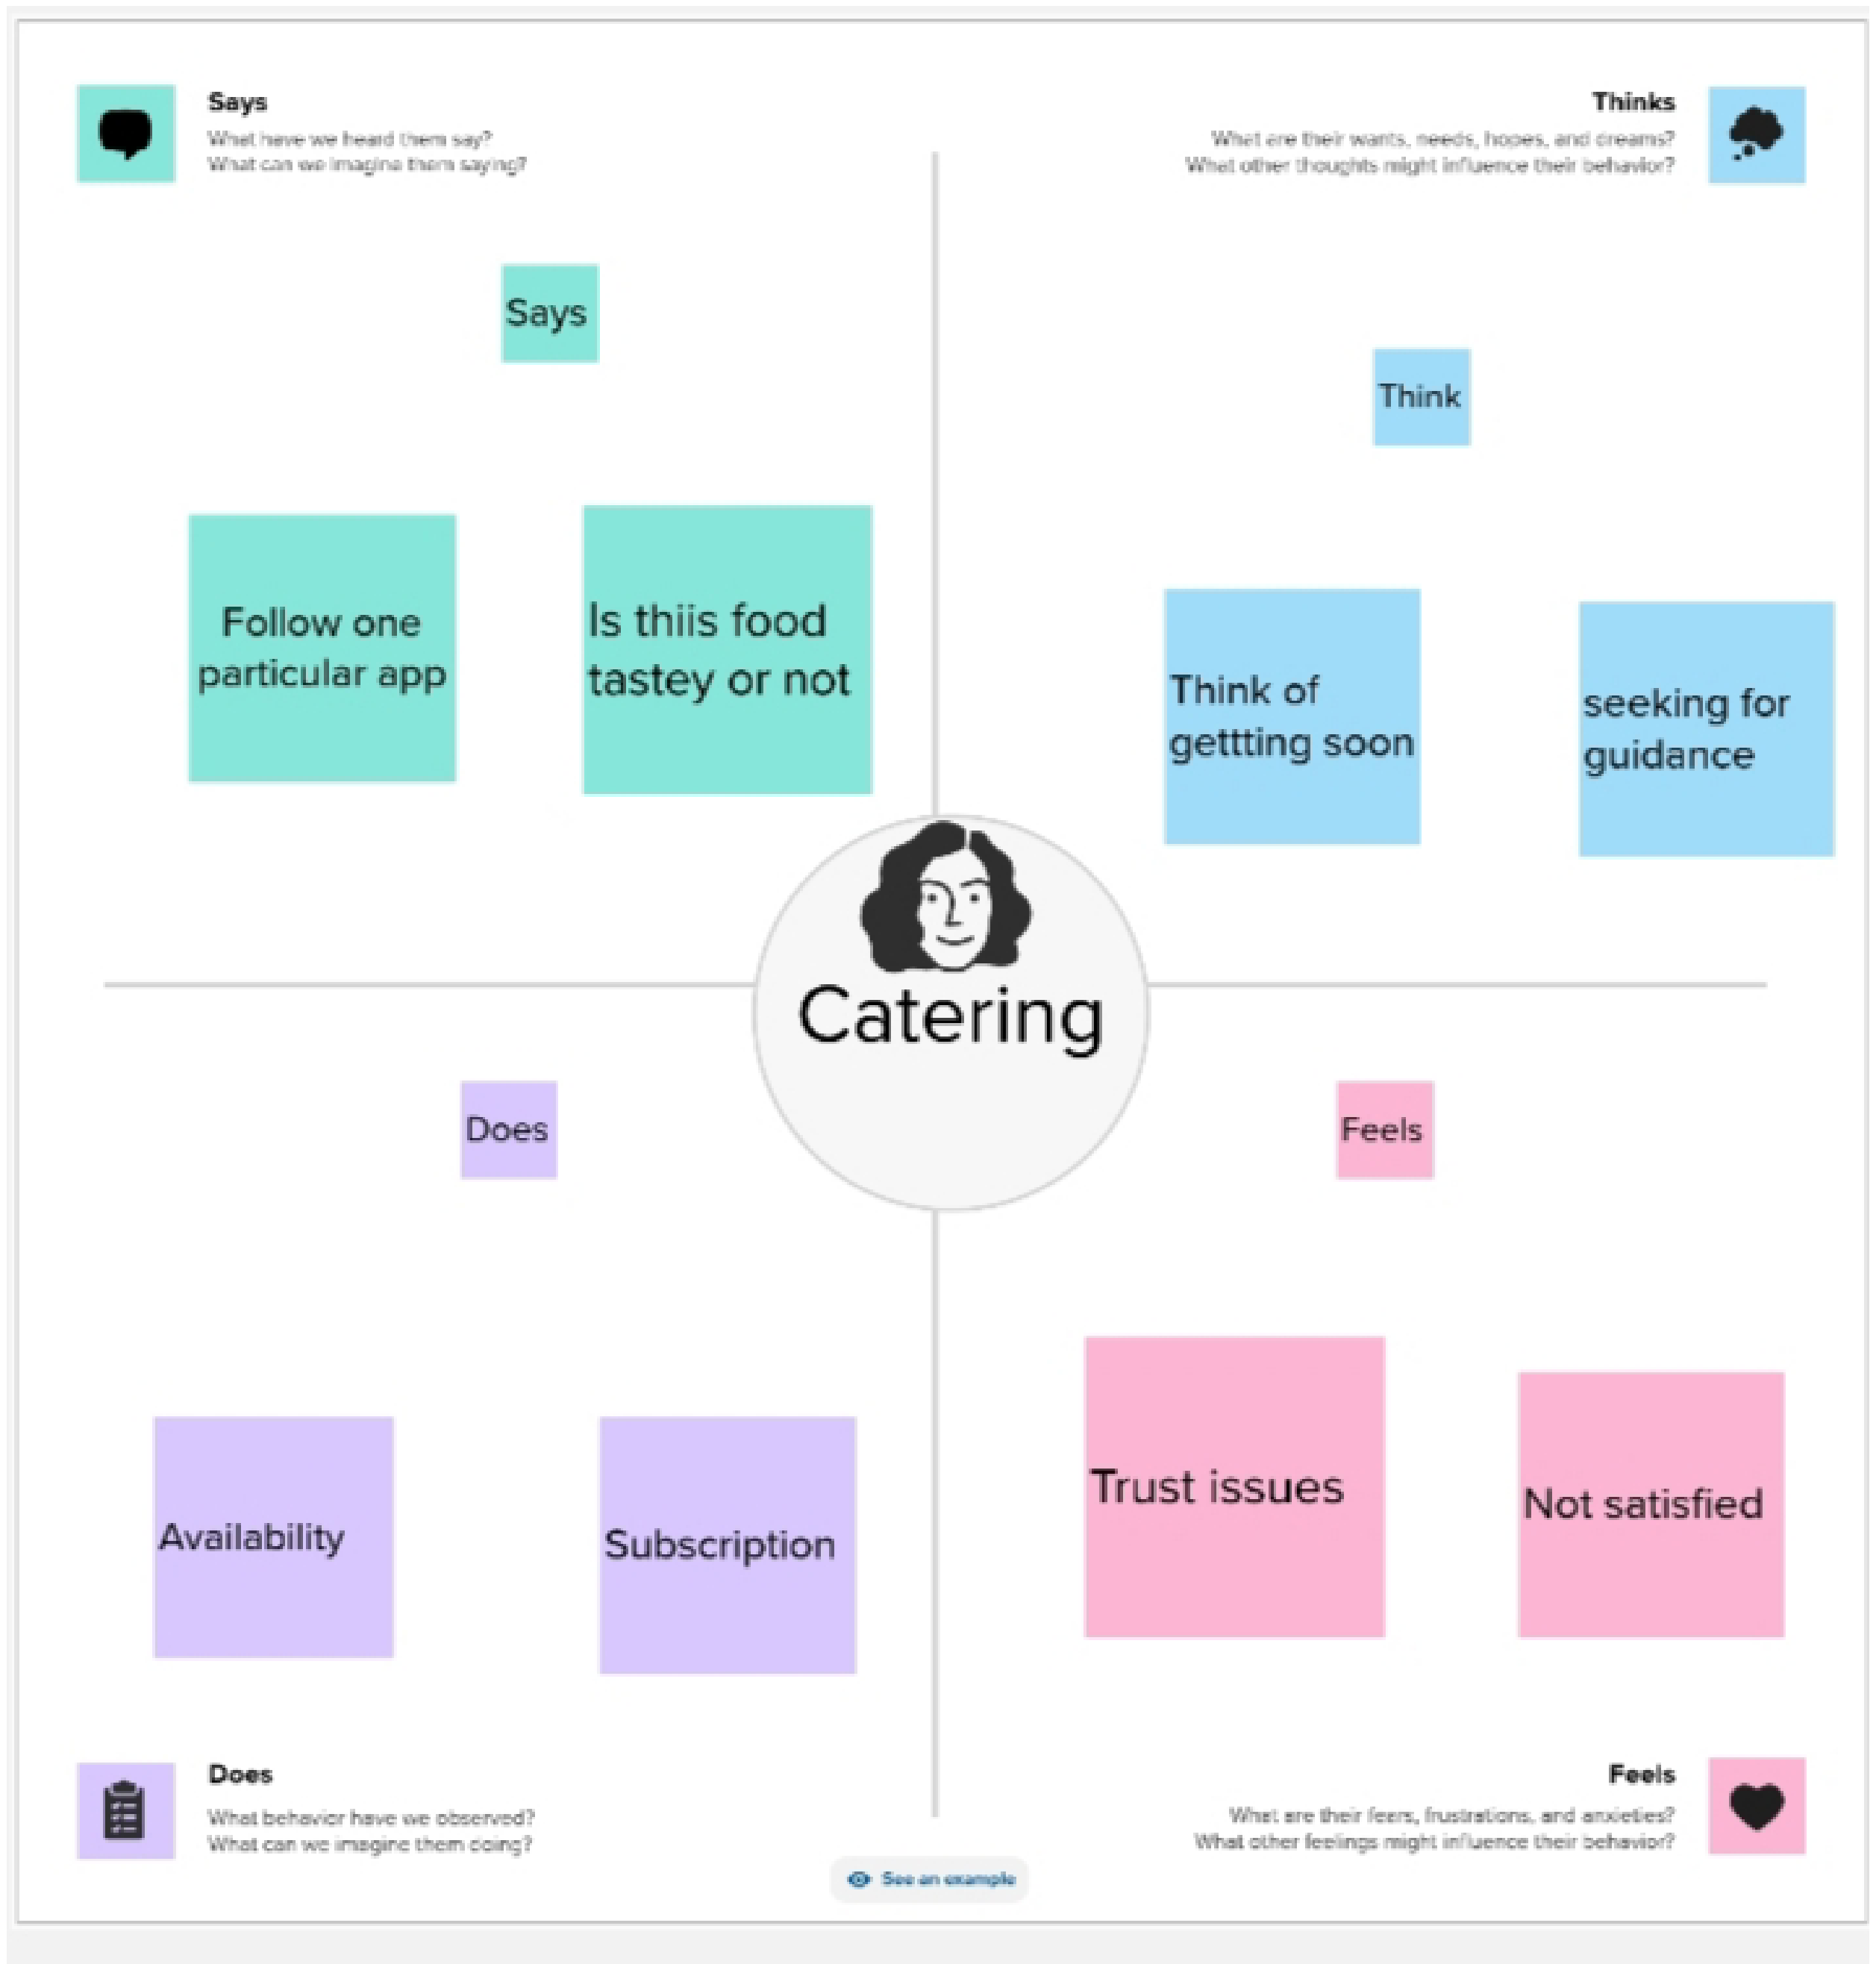 Says
What have we heard them say?
What can we imagine them saying?
Thinks
What are their wants, needs, hopes, and dreams?
What other thoughts might influence their behavior?
Says
Think
Follow one
particular app
Is thiis food
tastey or not
Think of
gettting soon
seeking for
guidance
Catering
Does
Feels
Availability
Subscription
Trust issues
Not satisfied
Does
What behavior have we observed?
What can we imagine them doing?
Feels
What are their fears, frustrations, and anxieties?
What other feelings might influence their behavior?
See an example